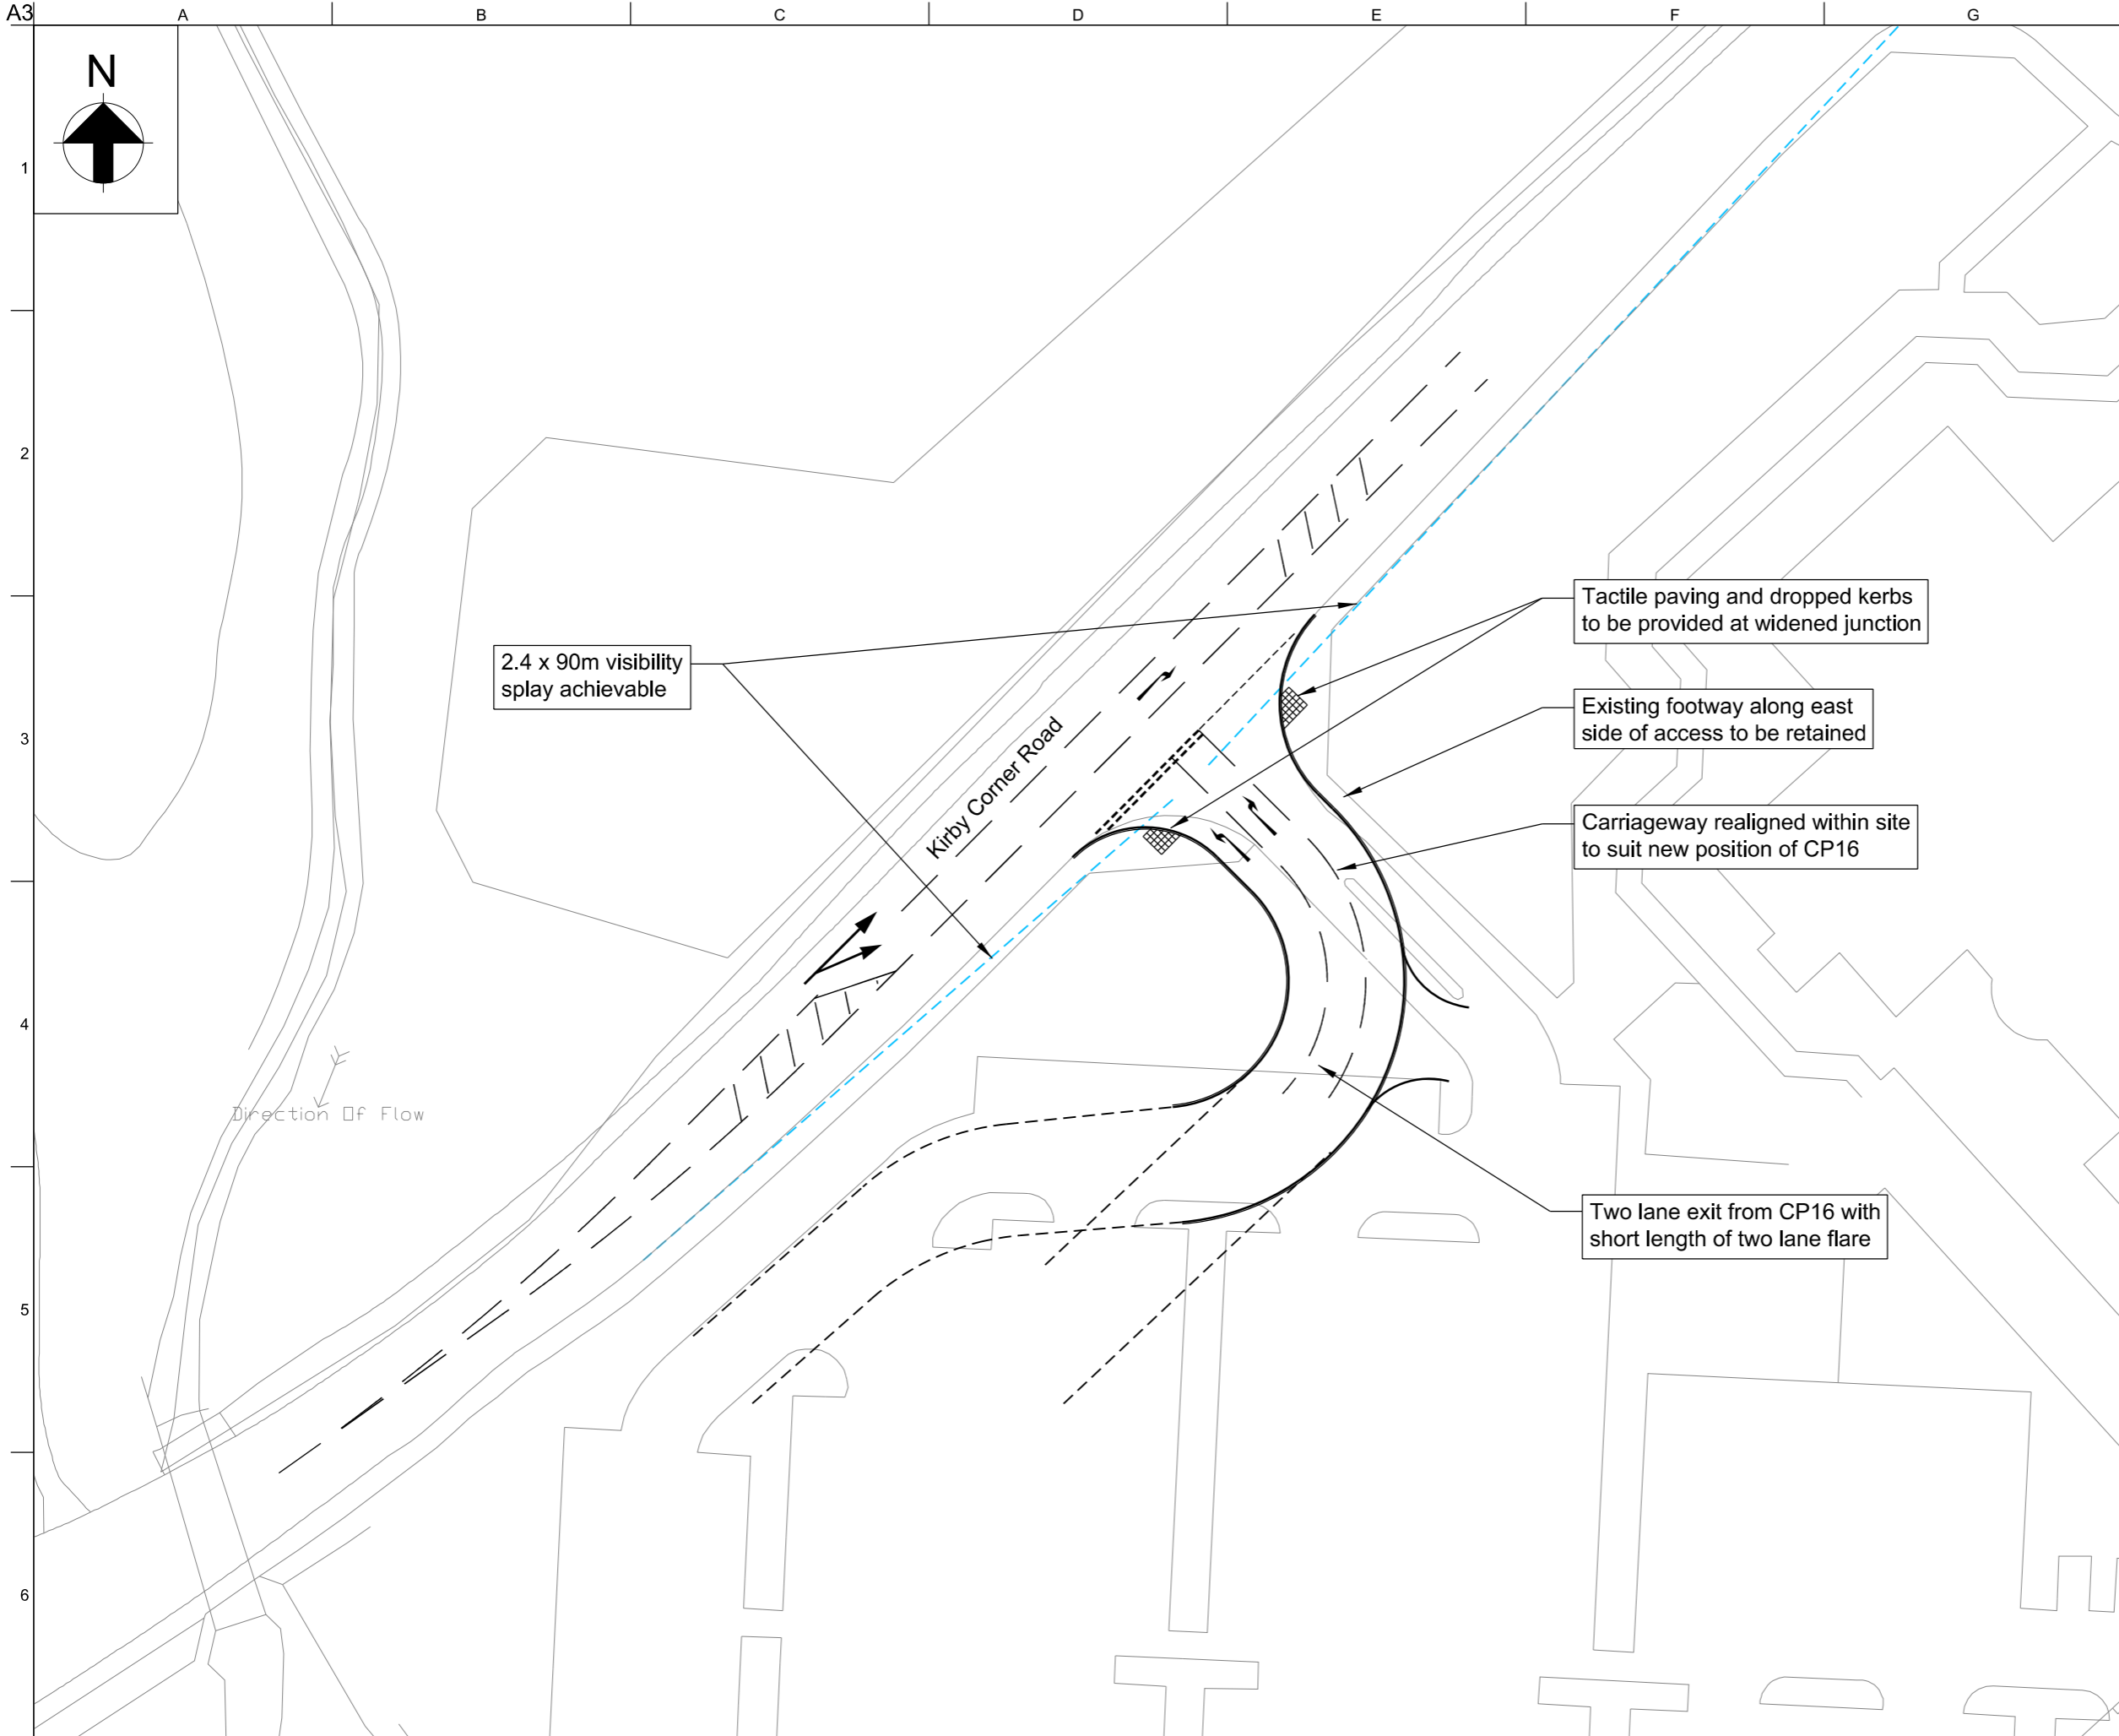 A3
A
B
C
D
E
F
G
N
1
2
3
4
5
6
Tactile paving and dropped kerbs
to be provided at widened junction
2.4 x 90m visibility
splay achievable
Existing footway along east
side of access to be retained
Kirby Corner Road
Carriageway realigned within site
to suit new position of CP16
Direction Of Flow
Two lane exit from CP16 with
short length of two lane flare